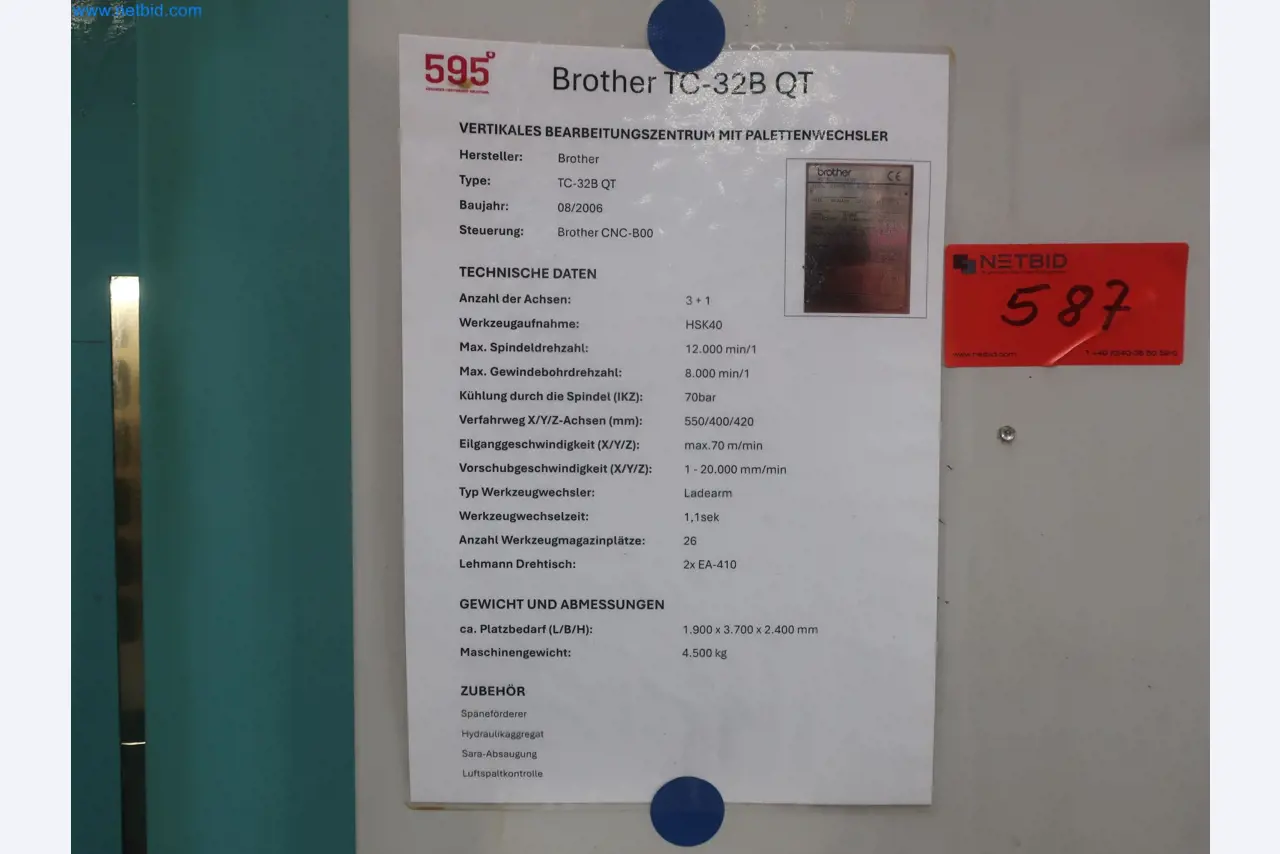 www.netbid.com
595°
Brother TC-32B QT
VERTIKALES BEARBEITUNGSZENTRUM MIT PALETTENWECHSLER
Hersteller: Brother
Type: TC-32B QT
Baujahr: 08/2006
Steuerung: Brother CNC-B00
brother CE
TECHNISCHE DATEN
Anzahl der Achsen: 3 + 1
Werkzeugaufnahme: HSK40
Max. Spindeldrehzahl: 12.000 min/1
Max. Gewindebohrdrehzahl: 8.000 min/1
Kühlung durch die Spindel (IKZ): 70bar
Verfahrweg X/Y/Z-Achsen (mm): 550/400/420
Eilganggeschwindigkeit (X/Y/Z): max.70 m/min
Vorschubgeschwindigkeit (X/Y/Z): 1 - 20.000 mm/min
Typ Werkzeugwechsler: Ladearm
Werkzeugwechselzeit: 1,1sek
Anzahl Werkzeugmagazinplätze: 26
Lehmann Drehtisch: 2x EA-410
GEWICHT UND ABMESSUNGEN
ca. Platzbedarf (L/B/H): 1.900 x 3.700 x 2.400 mm
Maschinengewicht: 4.500 kg
ZUBEHÖR
Späneförderer
Hydraulikaggregat
Sara-Absaugung
Luftspaltkontrolle
NETBID
587
www.netbid.com